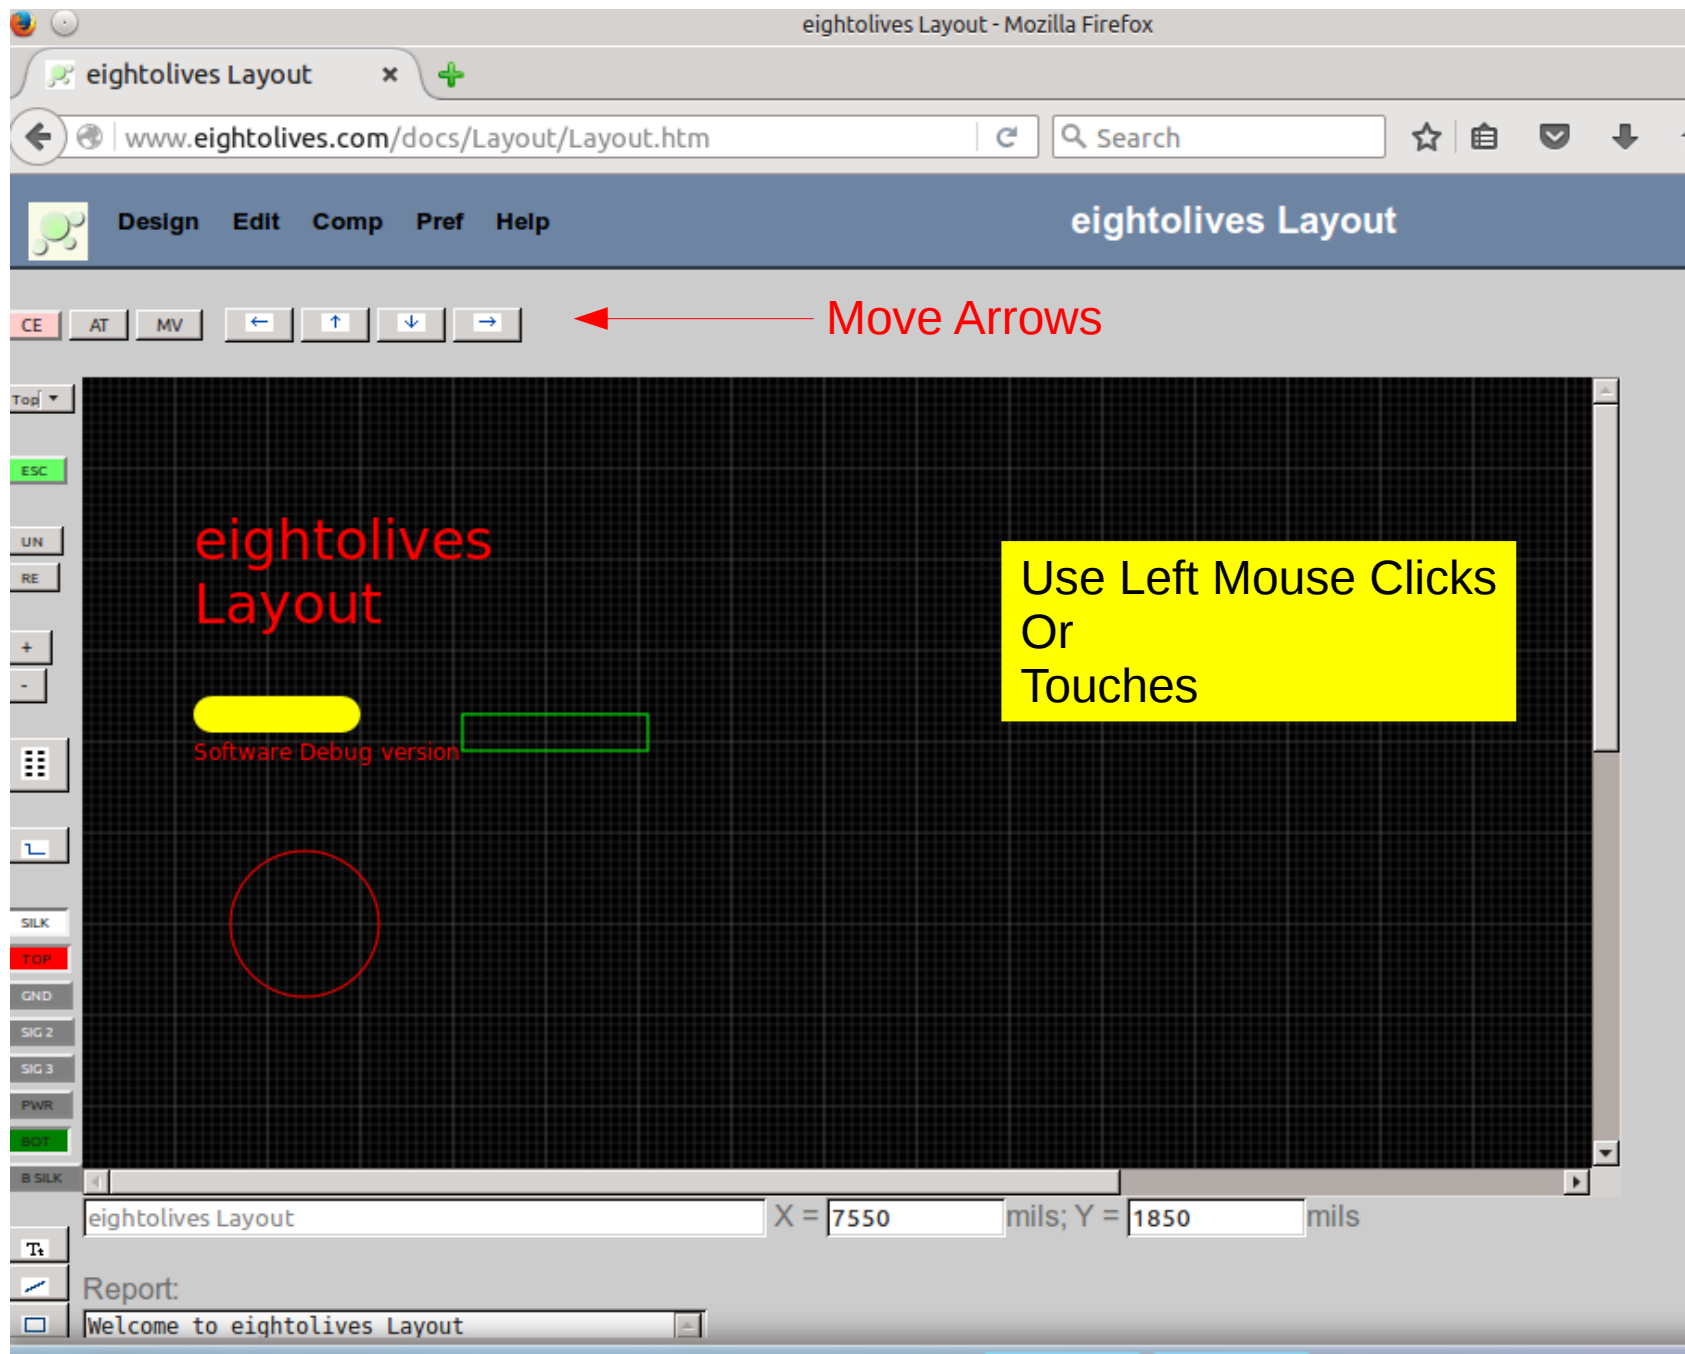 eightolives Layout - Mozilla Firefox
eightolives Layout
www.eightolives.com/docs/Layout/Layout.htm
Search
Design Edit Comp Pref Help
eightolives Layout
CE AT MV ← ↑ ↓ →
Move Arrows
Top
ESC
UN
RE
+
-
eightolives
Layout
Software Debug version
Use Left Mouse Clicks
Or
Touches
SILK
TOP
GND
SIG 2
SIG 3
PWR
BOT
B SILK
eightolives Layout X = 7550 mils; Y = 1850 mils
Tt
Report:
Welcome to eightolives Layout